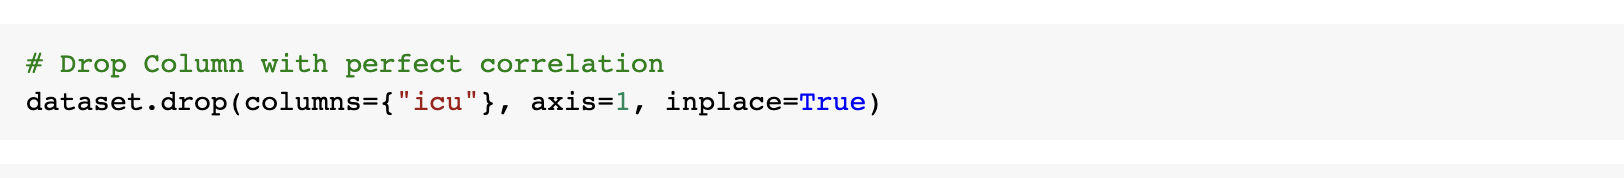 # Drop Column with perfect correlation
dataset.drop(columns={"icu"}, axis=1, inplace=True)